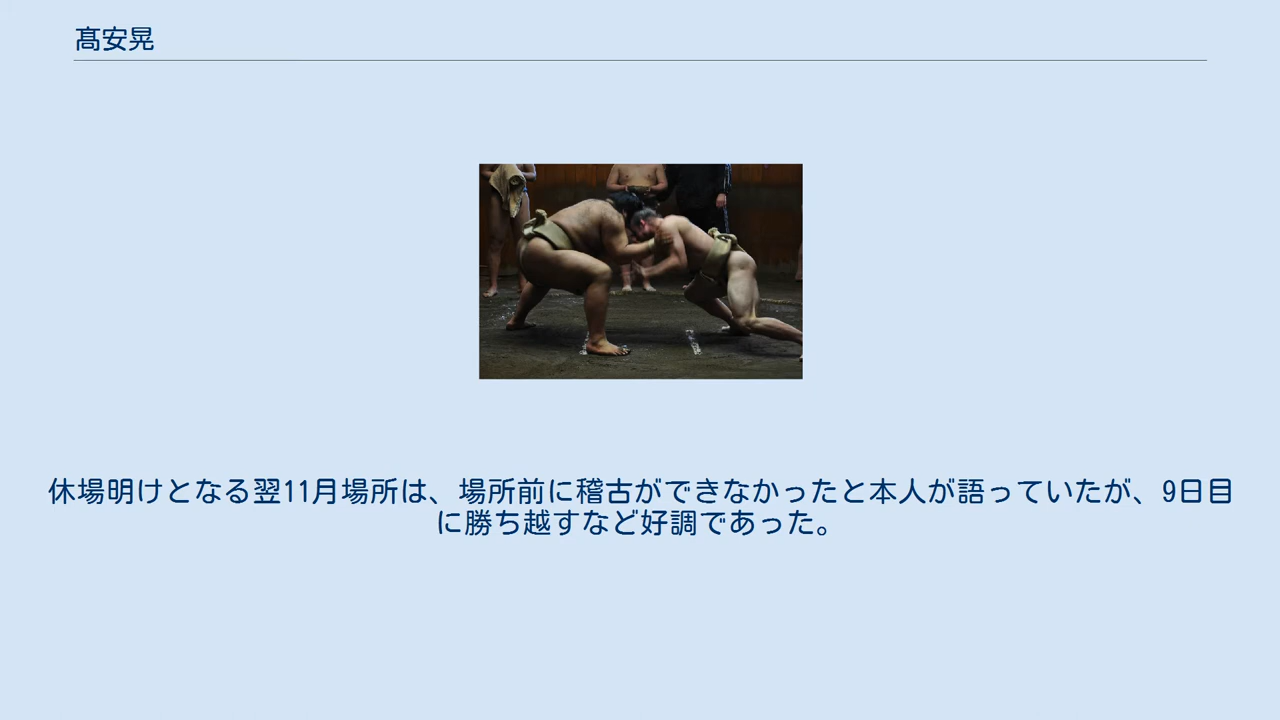 髙安晃
休場明けとなる翌11月場所は、場所前に稽古ができなかったと本人が語っていたが、9日目
に勝ち越すなど好調であった。